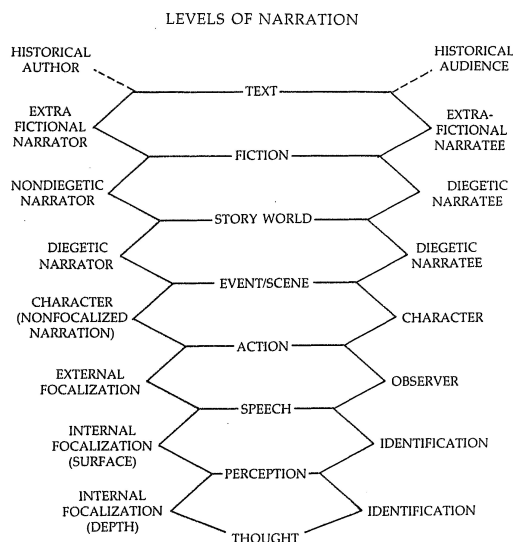 LEVELS OF NARRATION
HISTORICAL
AUTHOR
HISTORICAL
AUDIENCE
TEXT
EXTRA
FICTIONAL
NARRATOR
EXTRA-
FICTIONAL
NARRATEE
FICTION
NONDIEGETIC
NARRATOR
DIEGETIC
NARRATEE
STORY WORLD
DIEGETIC
NARRATOR
DIEGETIC
NARRATEE
EVENT/SCENE
CHARACTER
(NONFOCALIZED
NARRATION)
CHARACTER
ACTION
EXTERNAL
FOCALIZATION
OBSERVER
SPEECH
INTERNAL
FOCALIZATION
(SURFACE)
IDENTIFICATION
PERCEPTION
INTERNAL
FOCALIZATION
(DEPTH)
IDENTIFICATION
THOUGHT